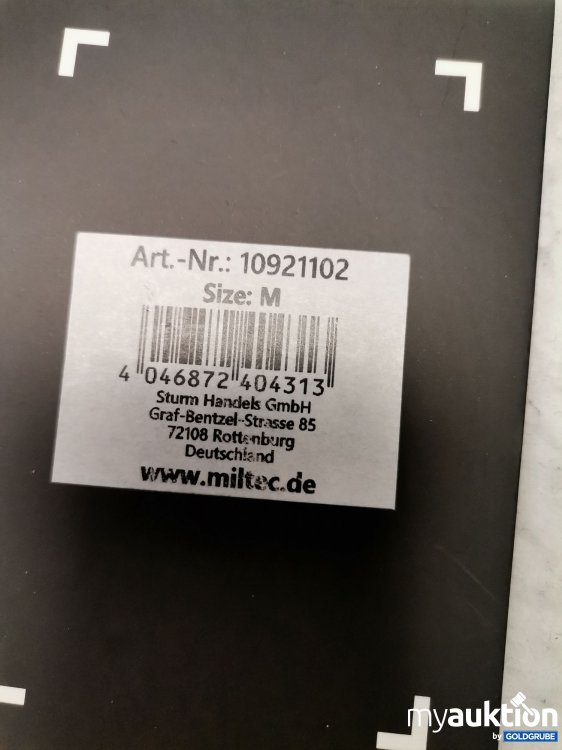 Art.-Nr.: 10921102
Size: M
4 046872 404313
Sturm Handels GmbH
Graf-Bentzel-Strasse 85
72108 Rottenburg
Deutschland
www.miltec.de
myauktion
by GOLDGRUBE